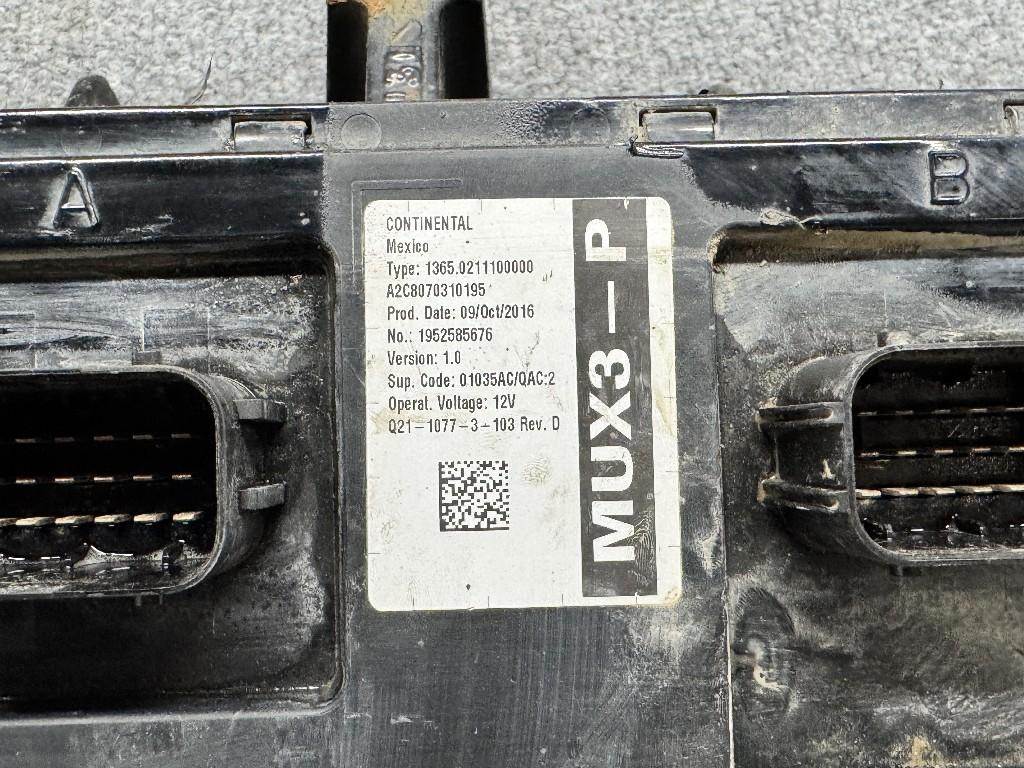 A
B
CONTINENTAL
Mexico
Type: 1365.0211100000
A2C8070310195
Prod. Date: 09/Oct/2016
No.: 1952585676
Version: 1.0
Sup. Code: 01035AC/QAC:2
Operat. Voltage: 12V
Q21-1077-3-103 Rev. D
MUX3-P